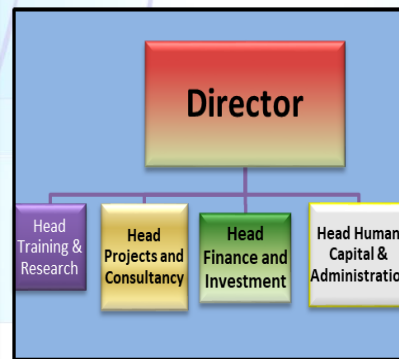 Director
Head
Training &
Research
Head
Projects and
Consultancy
Head
Finance and
Investment
Head Human
Capital &
Administratio